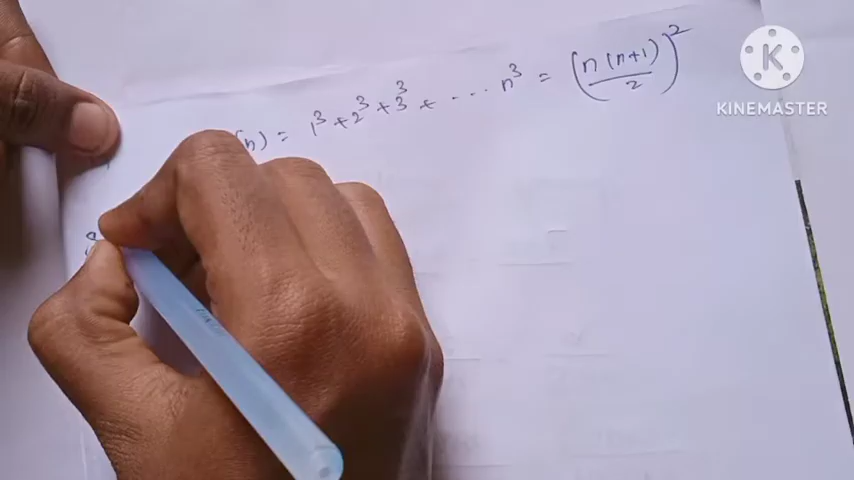 (n) = 1³ + 2³ + 3³ + ... n³ = (n(n+1)/2)²
KINEMASTER